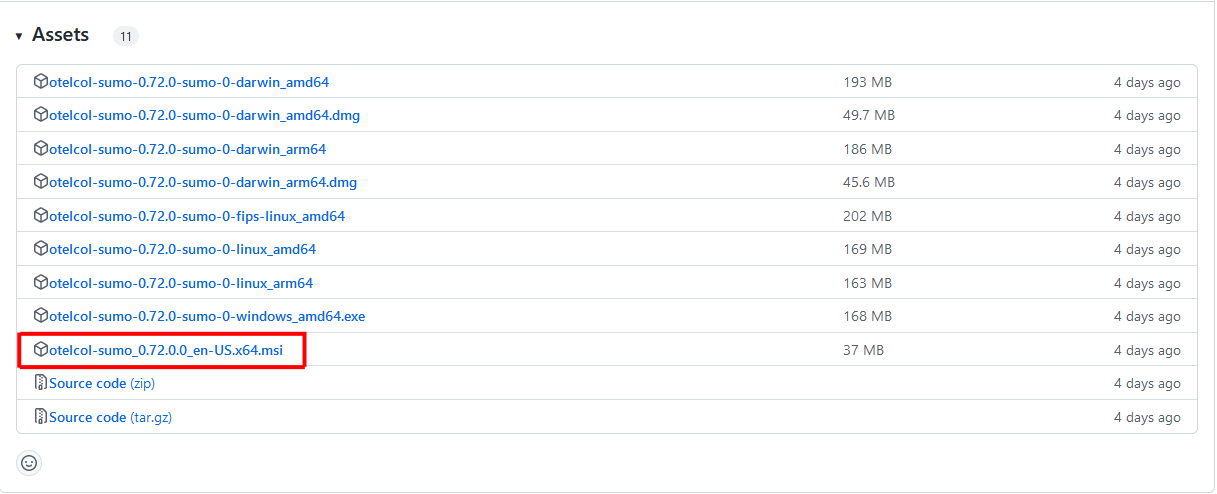 Assets 11
otelcol-sumo-0.72.0-sumo-0-darwin_amd64 193 MB 4 days ago
otelcol-sumo-0.72.0-sumo-0-darwin_amd64.dmg 49.7 MB 4 days ago
otelcol-sumo-0.72.0-sumo-0-darwin_arm64 186 MB 4 days ago
otelcol-sumo-0.72.0-sumo-0-darwin_arm64.dmg 45.6 MB 4 days ago
otelcol-sumo-0.72.0-sumo-0-fips-linux_amd64 202 MB 4 days ago
otelcol-sumo-0.72.0-sumo-0-linux_amd64 169 MB 4 days ago
otelcol-sumo-0.72.0-sumo-0-linux_arm64 163 MB 4 days ago
otelcol-sumo-0.72.0-sumo-0-windows_amd64.exe 168 MB 4 days ago
otelcol-sumo_0.72.0.0_en-US.x64.msi 37 MB 4 days ago
Source code (zip) 4 days ago
Source code (tar.gz) 4 days ago